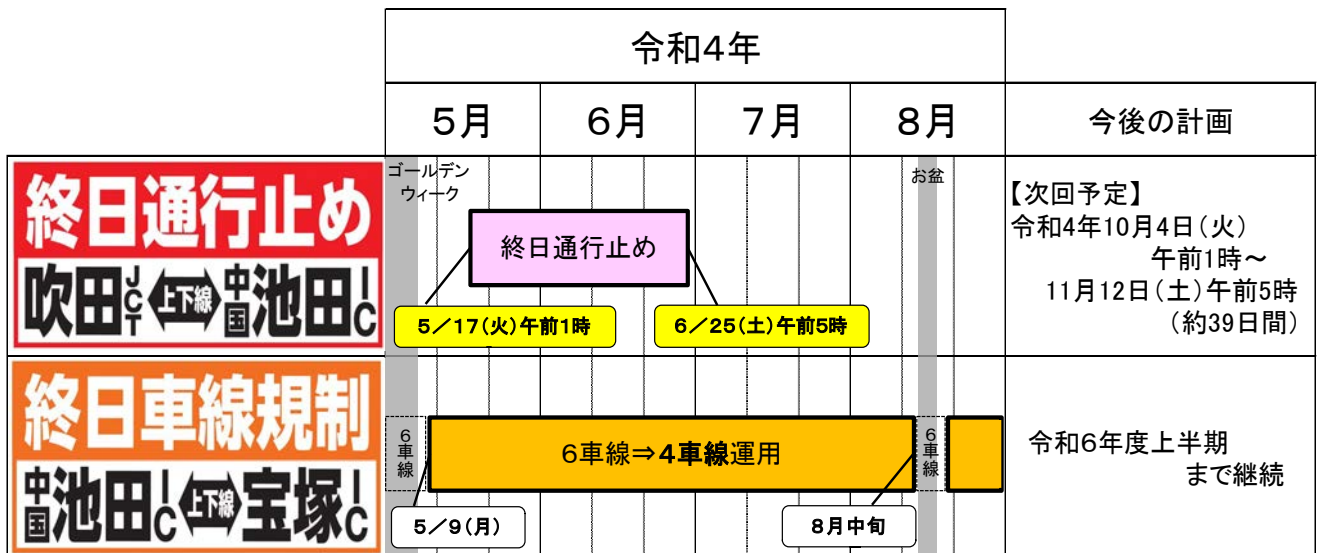 令和４年
５月
６月
７月
８月
今後の計画
終日通行止め
吹田JCT 上下線 中国池田IC
ゴールデン
ウィーク
お盆
終日通行止め
5／17(火)午前1時
6／25(土)午前5時
【次回予定】
令和4年10月4日(火)
午前1時～
11月12日(土)午前5時
(約39日間)
終日車線規制
中国池田IC 上下線 宝塚IC
6車線
6車線⇒4車線運用
6車線
5／9(月)
8月中旬
令和6年度上半期
まで継続